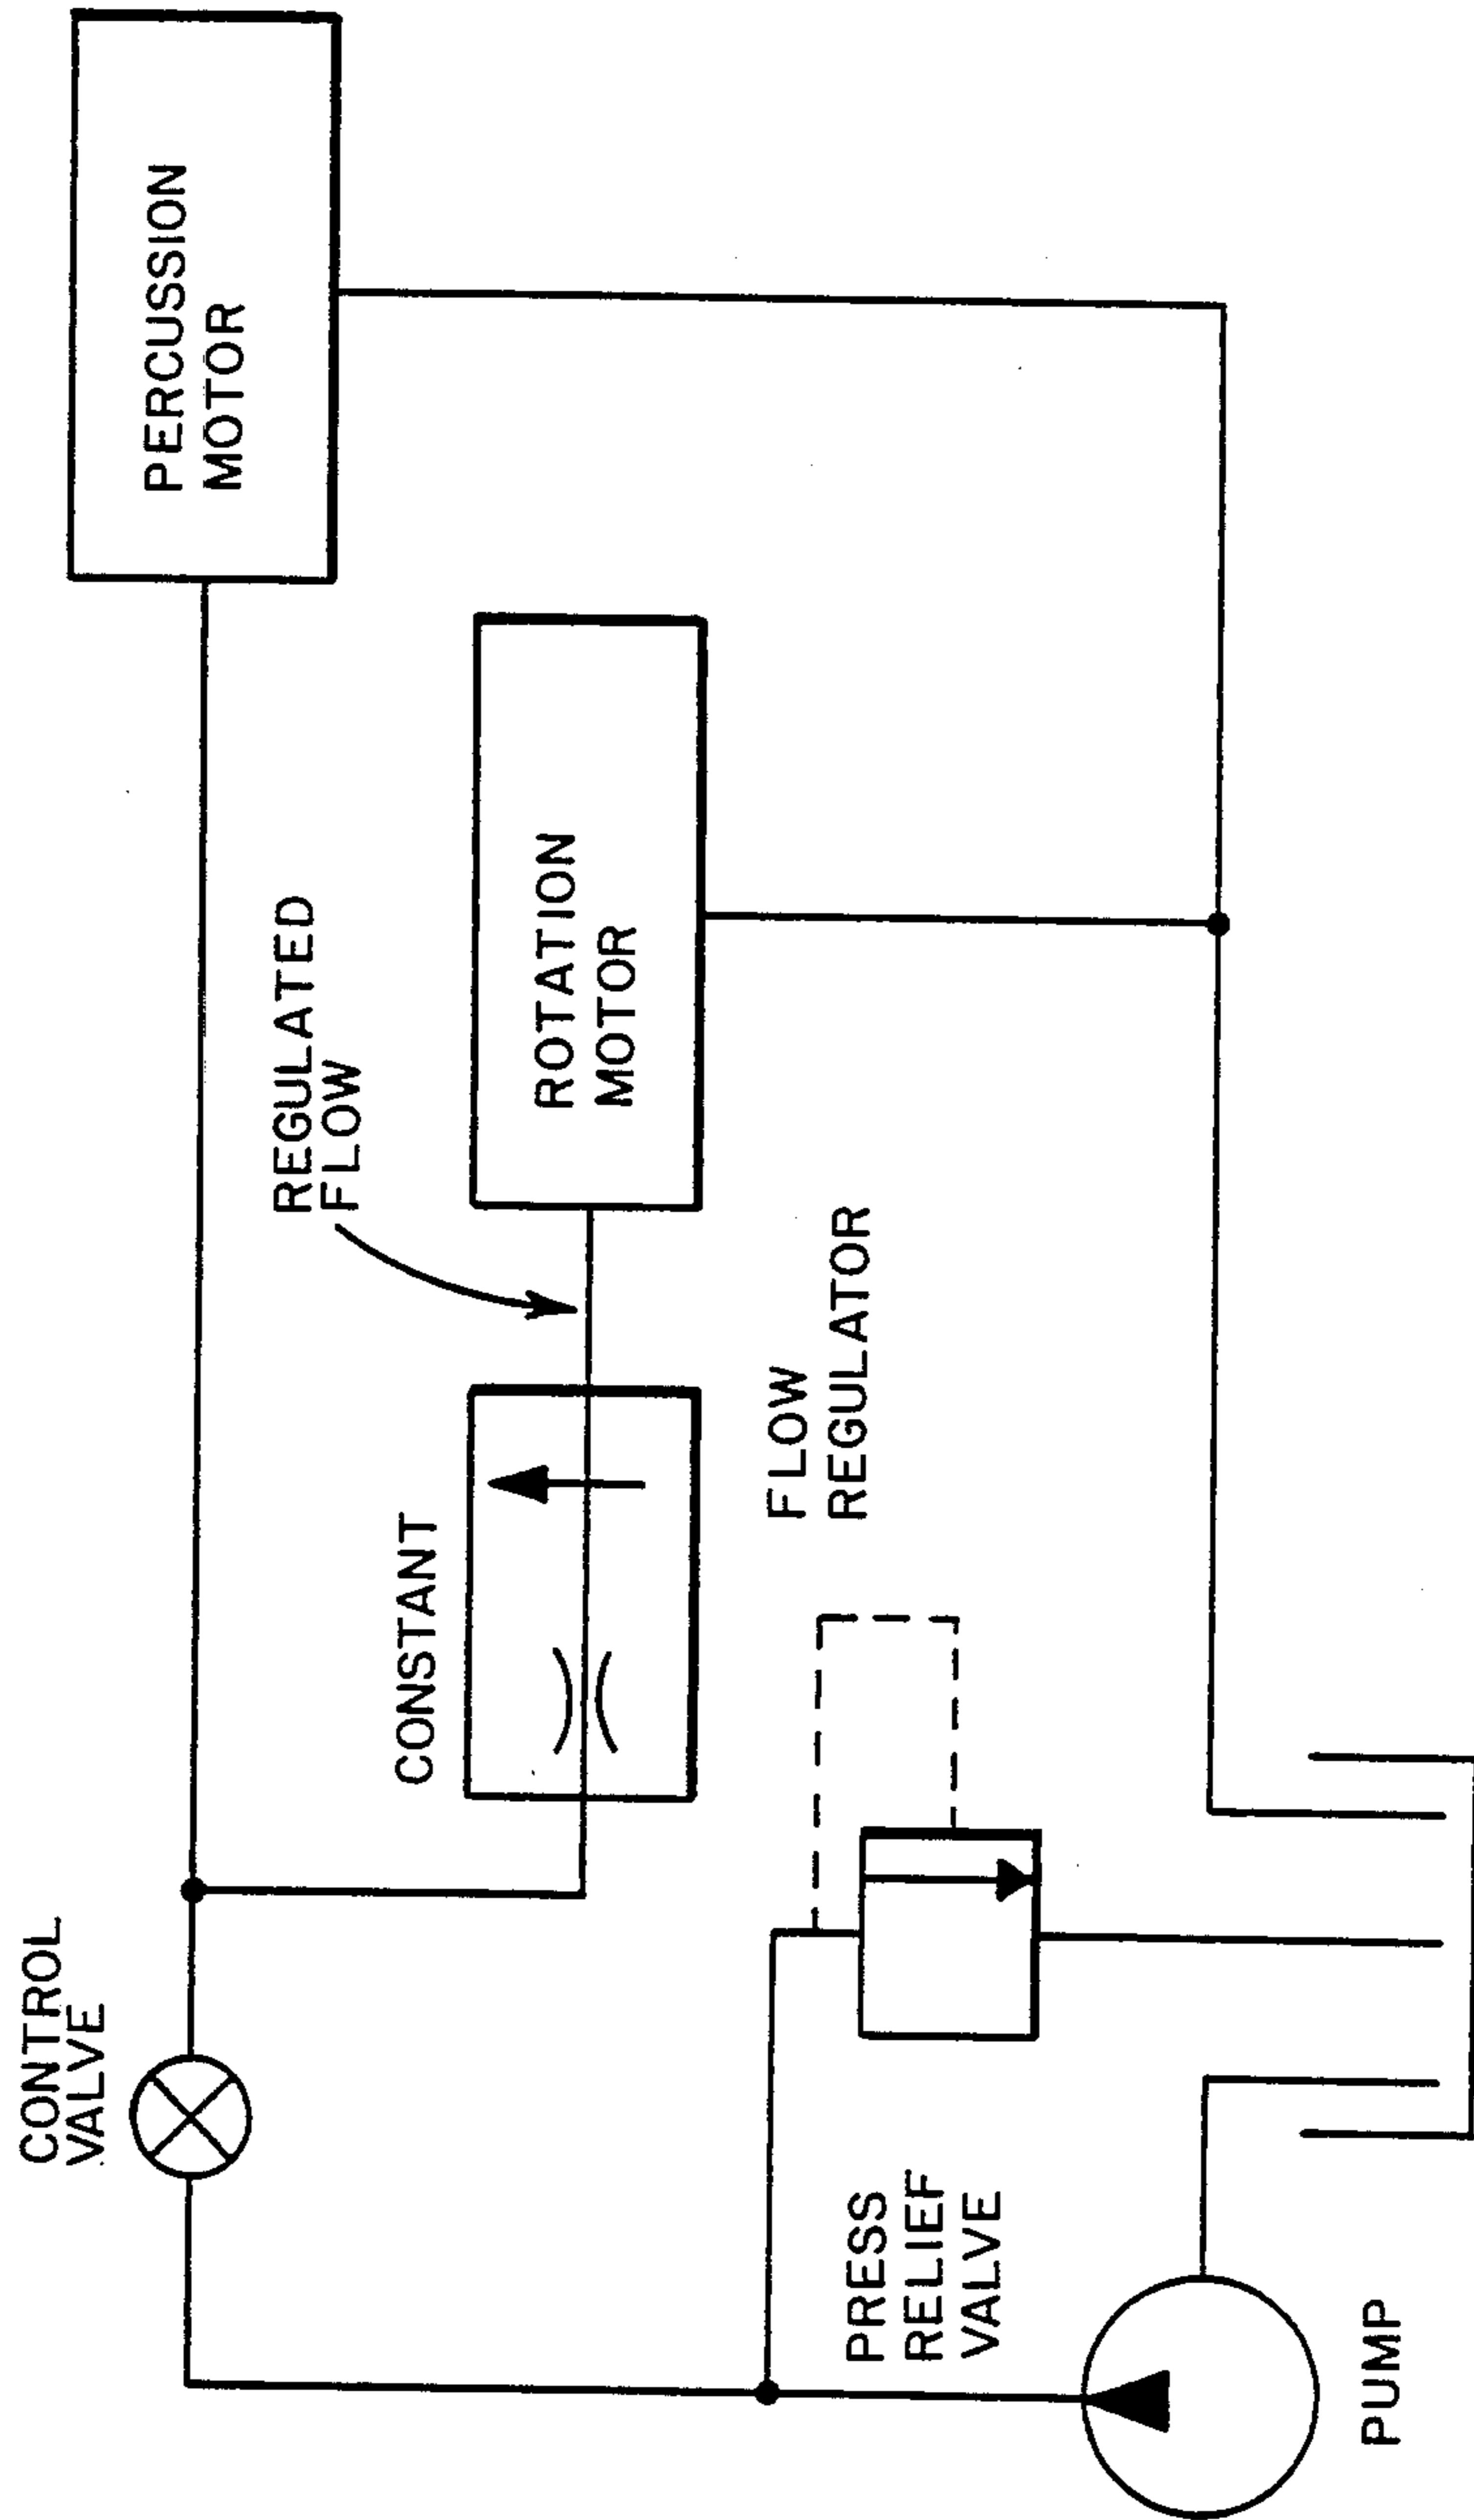 CONTROL
VALVE
PERCUSSION
MOTOR
REGULATED
FLOW
CONSTANT
ROTATION
MOTOR
FLOW
REGULATOR
PRESS
RELIEF
VALVE
PUMP